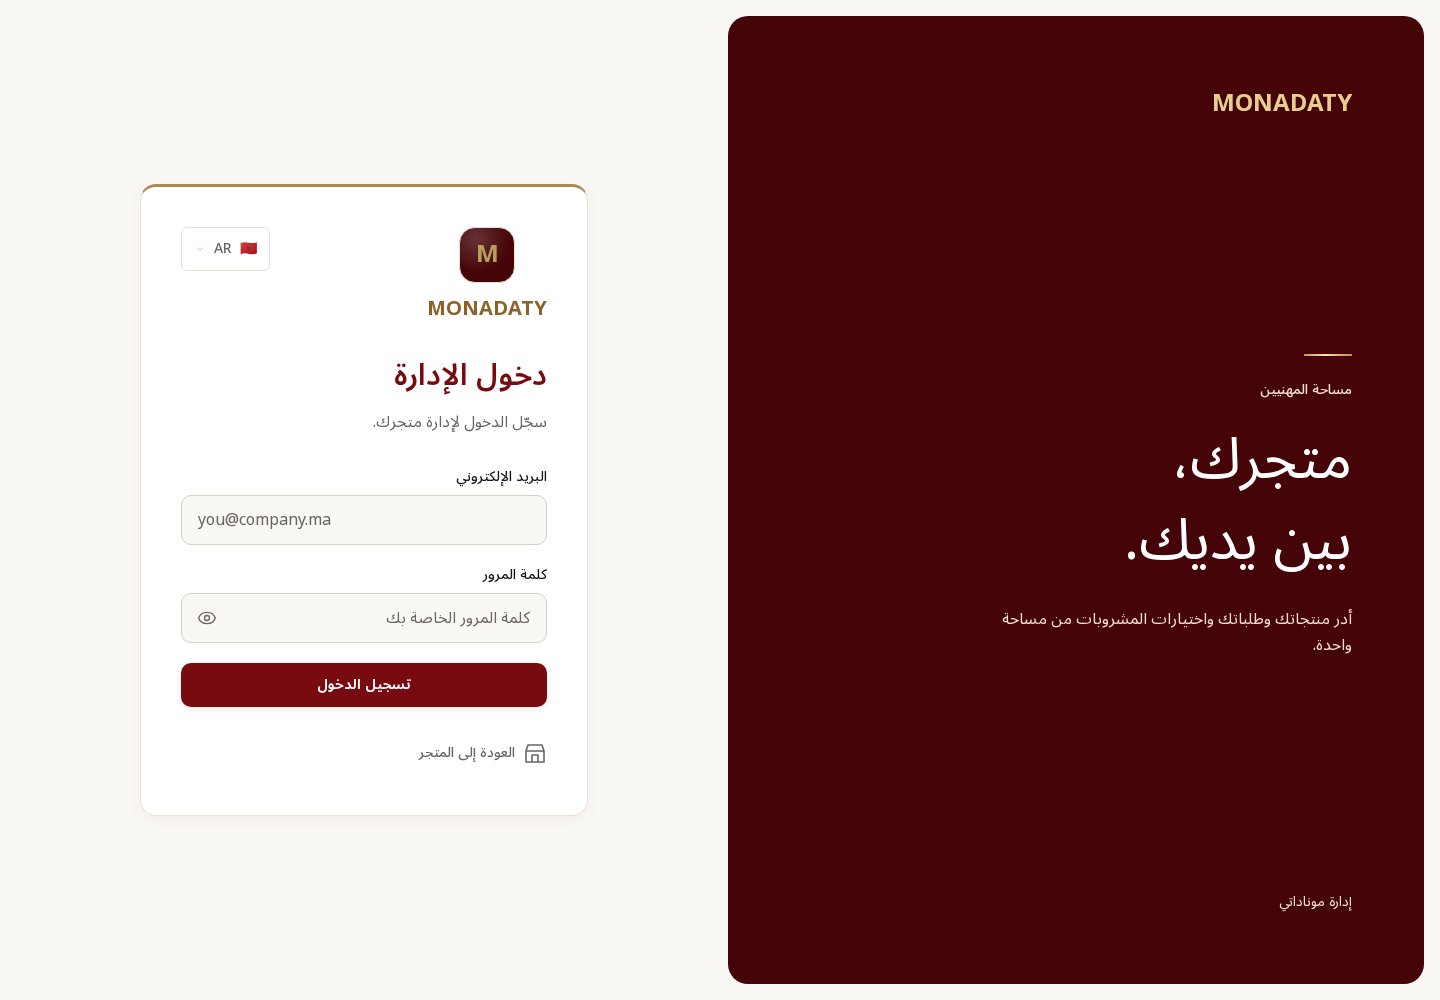 MONADATY
مساحة المهنيين
متجرك،
بين يديك.
أدر منتجاتك وطلباتك واختيارات المشروبات من مساحة
واحدة.
إدارة موناداتي
M
AR
MONADATY
دخول الإدارة
سجّل الدخول لإدارة متجرك.
البريد الإلكتروني
you@company.ma
كلمة المرور
كلمة المرور الخاصة بك
تسجيل الدخول
العودة إلى المتجر